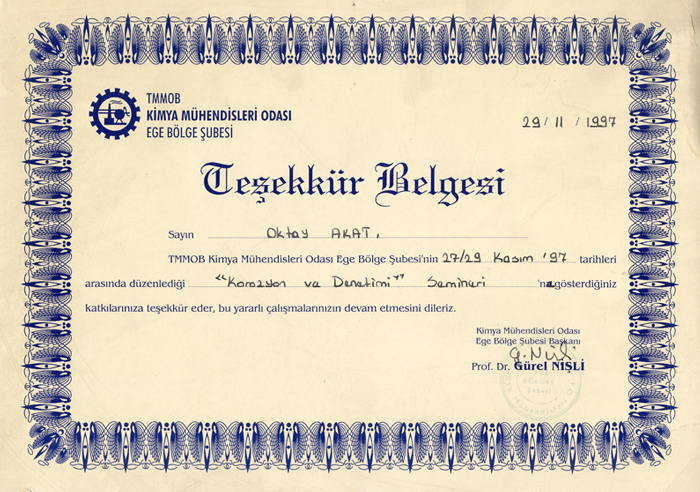 TMMOB
KİMYA MÜHENDİSLERİ ODASI
EGE BÖLGE ŞUBESİ
29/11/1997
Teşekkür Belgesi
Sayın Oktay AKAT,
TMMOB Kimya Mühendisleri Odası Ege Bölge Şubesi'nin 27/29 Kasım '97 tarihleri
arasında düzenlediği "Korozyon ve Denetimi" Semineri 'ne gösterdiğiniz
katkılarınıza teşekkür eder, bu yararlı çalışmalarınızın devam etmesini dileriz.
Kimya Mühendisleri Odası
Ege Bölge Şubesi Başkanı
G. Nişli
Prof. Dr. Gürel NİŞLİ